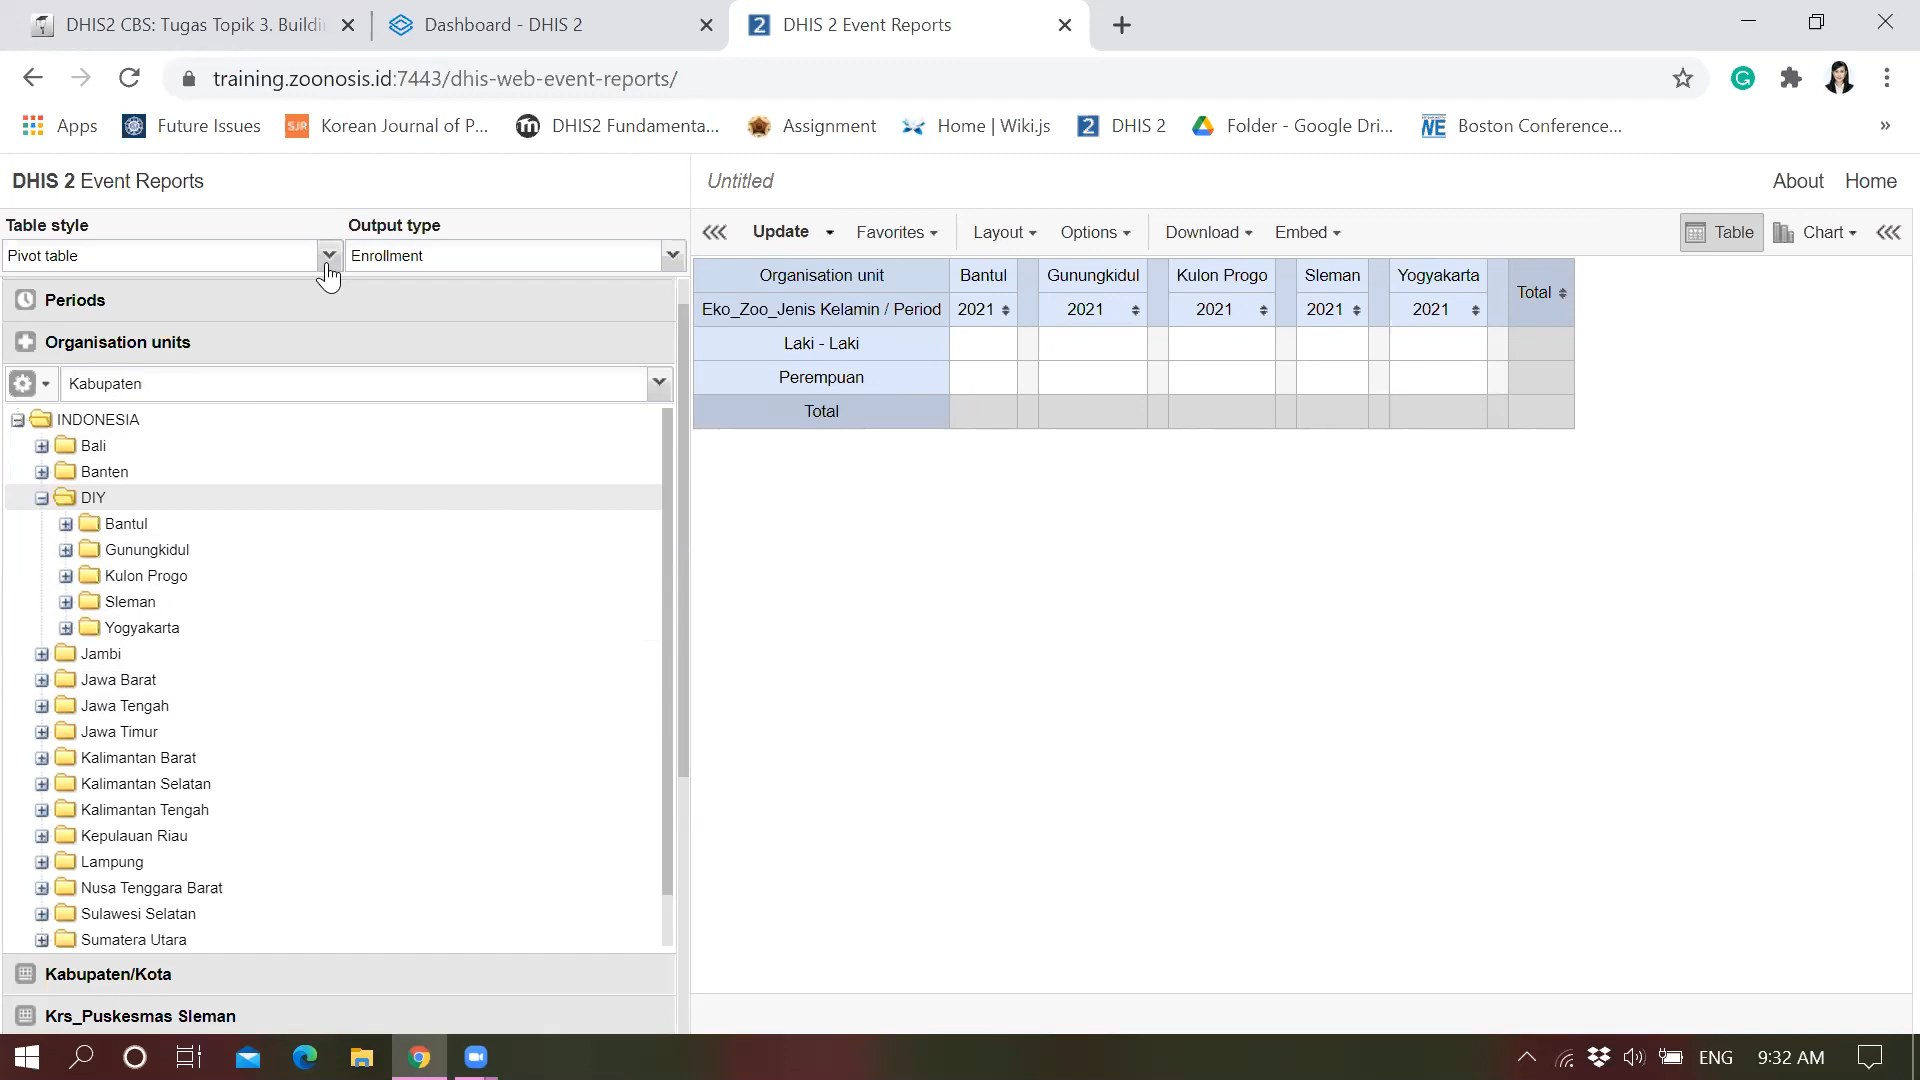 DHIS2 CBS: Tugas Topik 3. Buildi
Dashboard - DHIS 2
2 DHIS 2 Event Reports
training.zoonosis.id:7443/dhis-web-event-reports/
Apps
Future Issues
SJR Korean Journal of P...
DHIS2 Fundamenta...
Assignment
Home | Wiki.js
2 DHIS 2
Folder - Google Dri...
NE Boston Conference...
»
DHIS 2 Event Reports
Untitled
About Home
Table style
Output type
Pivot table
Enrollment
Update Favorites Layout Options Download Embed
Table Chart
Periods
Organisation units
Kabupaten
INDONESIA
Bali
Banten
DIY
Bantul
Gunungkidul
Kulon Progo
Sleman
Yogyakarta
Jambi
Jawa Barat
Jawa Tengah
Jawa Timur
Kalimantan Barat
Kalimantan Selatan
Kalimantan Tengah
Kepulauan Riau
Lampung
Nusa Tenggara Barat
Sulawesi Selatan
Sumatera Utara
Kabupaten/Kota
Krs_Puskesmas Sleman
Organisation unit Bantul Gunungkidul Kulon Progo Sleman Yogyakarta Total
Eko_Zoo_Jenis Kelamin / Period 2021 2021 2021 2021 2021
Laki - Laki
Perempuan
Total
ENG 9:32 AM